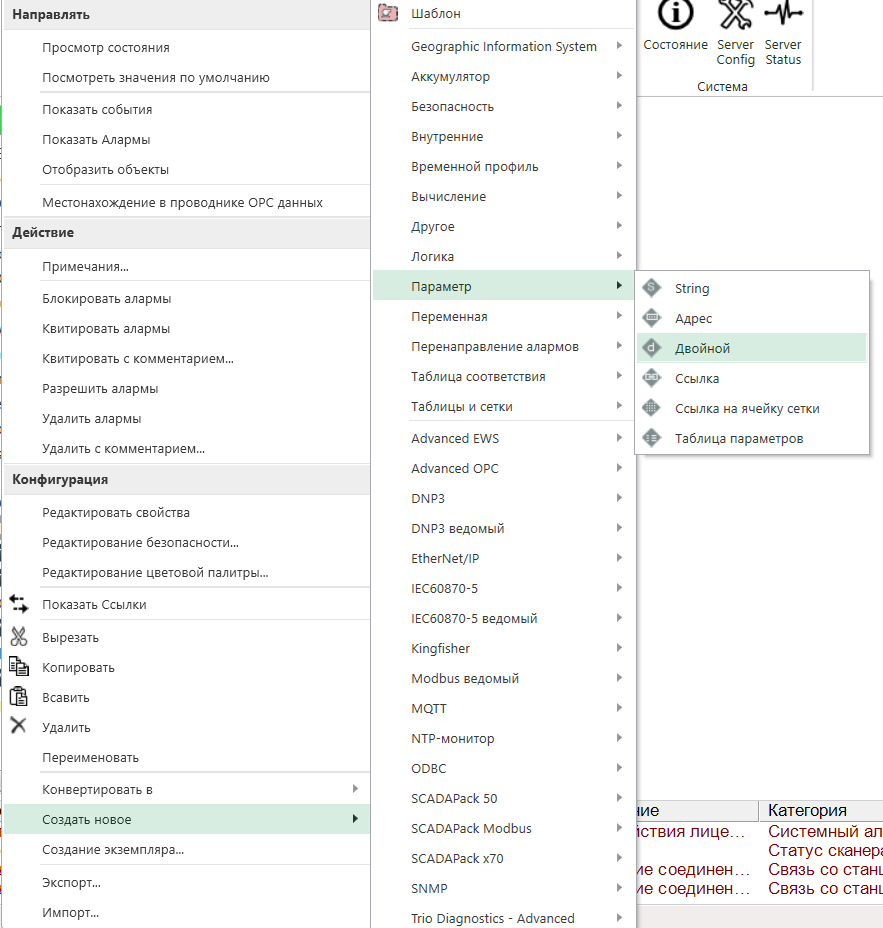 Направлять
Просмотр состояния
Посмотреть значения по умолчанию
Показать события
Показать Алармы
Отобразить объекты
Местонахождение в проводнике OPC данных
Действие
Примечания...
Блокировать алармы
Квитировать алармы
Квитировать с комментарием...
Разрешить алармы
Удалить алармы
Удалить с комментарием...
Конфигурация
Редактировать свойства
Редактирование безопасности...
Редактирование цветовой палитры...
Показать Ссылки
Вырезать
Копировать
Всавить
Удалить
Переименовать
Конвертировать в
Создать новое
Создание экземпляра...
Экспорт...
Импорт...
Шаблон
Geographic Information System
Аккумулятор
Безопасность
Внутренние
Временной профиль
Вычисление
Другое
Логика
Параметр
Переменная
Перенаправление алармов
Таблица соответствия
Таблицы и сетки
Advanced EWS
Advanced OPC
DNP3
DNP3 ведомый
EtherNet/IP
IEC60870-5
IEC60870-5 ведомый
Kingfisher
Modbus ведомый
MQTT
NTP-монитор
ODBC
SCADAPack 50
SCADAPack Modbus
SCADAPack x70
SNMP
Trio Diagnostics - Advanced
String
Адрес
Двойной
Ссылка
Ссылка на ячейку сетки
Таблица параметров
Состояние
Server Config
Server Status
Система
ние Категория
йствия лице... Системный ал
Статус сканера
ие соединен... Связь со стан
ие соединен... Связь со стан